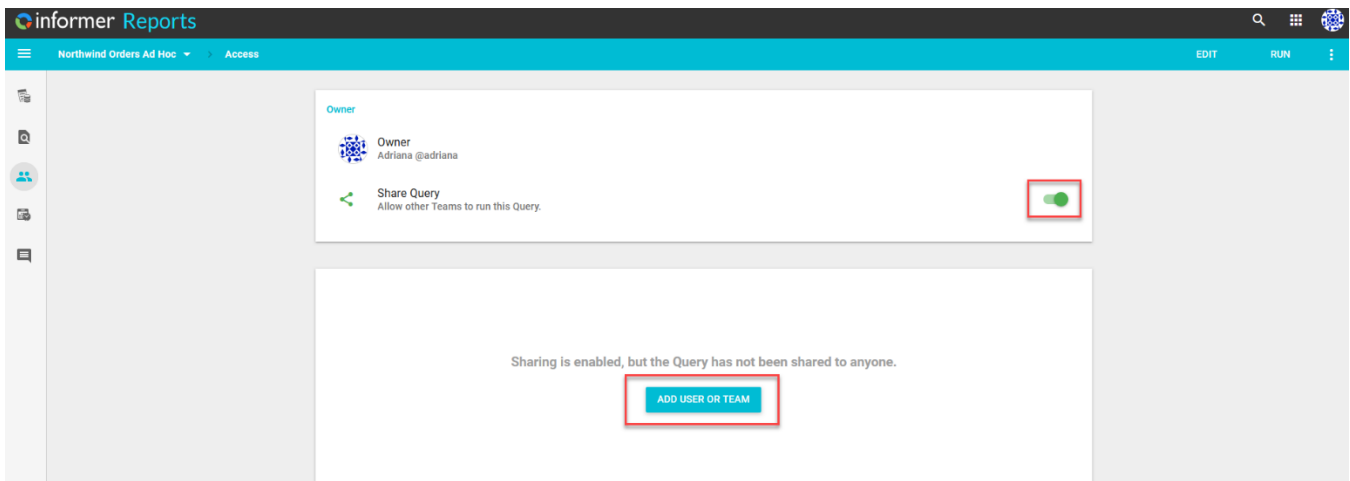 informer Reports
Northwind Orders Ad Hoc > Access EDIT RUN
Owner
Owner
Adriana @adriana
Share Query
Allow other Teams to run this Query.
Sharing is enabled, but the Query has not been shared to anyone.
ADD USER OR TEAM